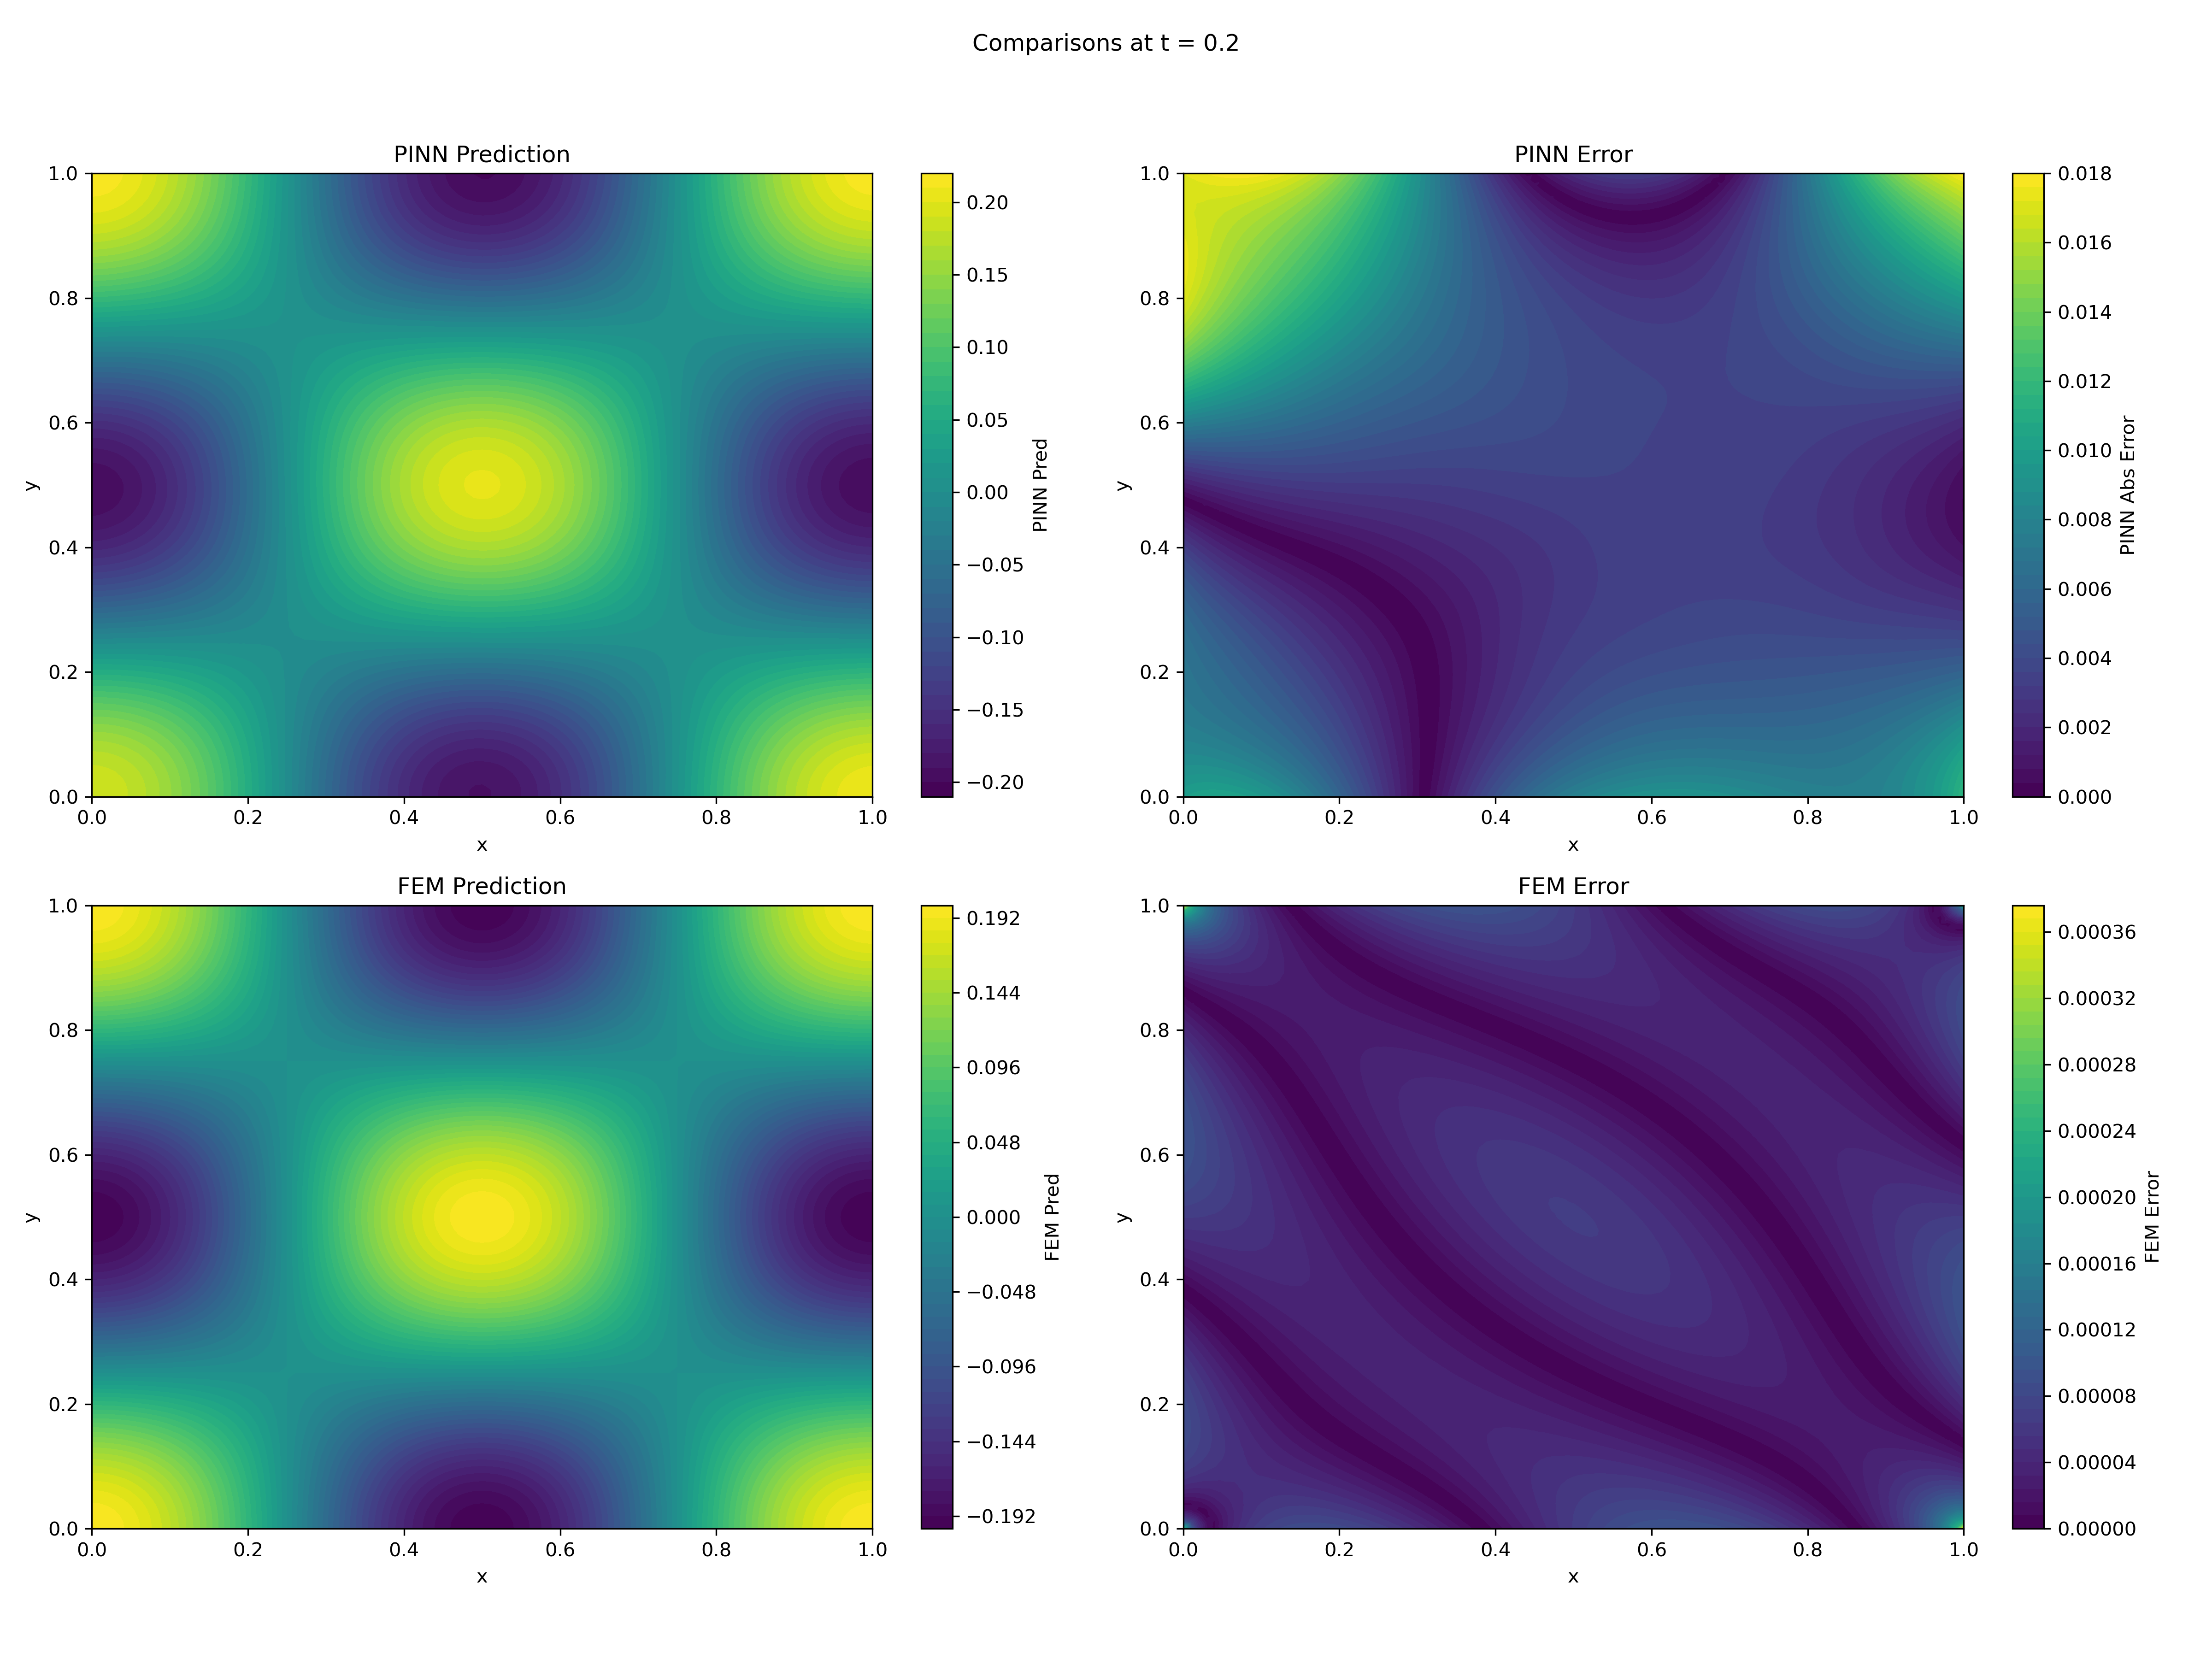 Comparisons at t = 0.2
PINN Prediction
1.0
0.8
0.6
0.4
0.2
0.0
y
0.0 0.2 0.4 0.6 0.8 1.0
x
0.20
0.15
0.10
0.05
0.00
−0.05
−0.10
−0.15
−0.20
PINN Pred
PINN Error
1.0
0.8
0.6
0.4
0.2
0.0
y
0.0 0.2 0.4 0.6 0.8 1.0
x
0.018
0.016
0.014
0.012
0.010
0.008
0.006
0.004
0.002
0.000
PINN Abs Error
FEM Prediction
1.0
0.8
0.6
0.4
0.2
0.0
y
0.0 0.2 0.4 0.6 0.8 1.0
x
0.192
0.144
0.096
0.048
0.000
−0.048
−0.096
−0.144
−0.192
FEM Pred
FEM Error
1.0
0.8
0.6
0.4
0.2
0.0
y
0.0 0.2 0.4 0.6 0.8 1.0
x
0.00036
0.00032
0.00028
0.00024
0.00020
0.00016
0.00012
0.00008
0.00004
0.00000
FEM Error